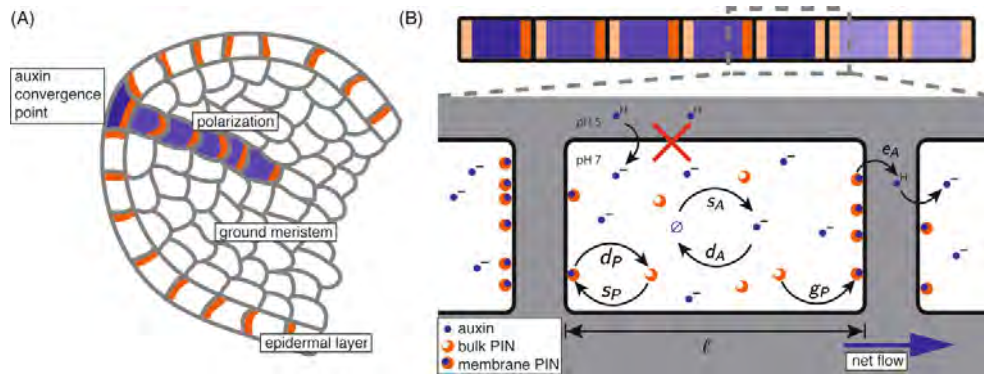 (A)
auxin
convergence
point
polarization
ground meristem
epidermal layer
(B)
pH 5
H
H
pH 7
−
−
−
−
−
−
−
−
−
−
−
e_A
H
s_A
∅
d_A
d_P
s_P
g_P
auxin
bulk PIN
membrane PIN
ℓ
net flow